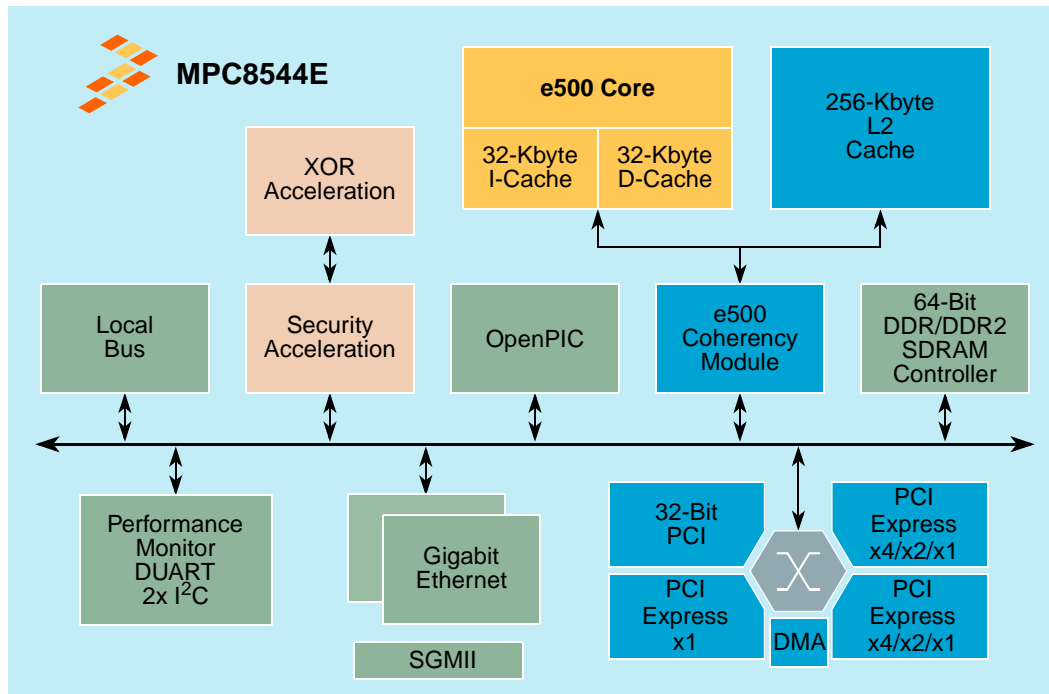 MPC8544E
e500 Core
32-Kbyte
I-Cache
32-Kbyte
D-Cache
256-Kbyte
L2
Cache
XOR
Acceleration
Local
Bus
Security
Acceleration
OpenPIC
e500
Coherency
Module
64-Bit
DDR/DDR2
SDRAM
Controller
Performance
Monitor
DUART
2x I²C
Gigabit
Ethernet
SGMII
32-Bit
PCI
PCI
Express
x4/x2/x1
PCI
Express
x1
DMA
PCI
Express
x4/x2/x1